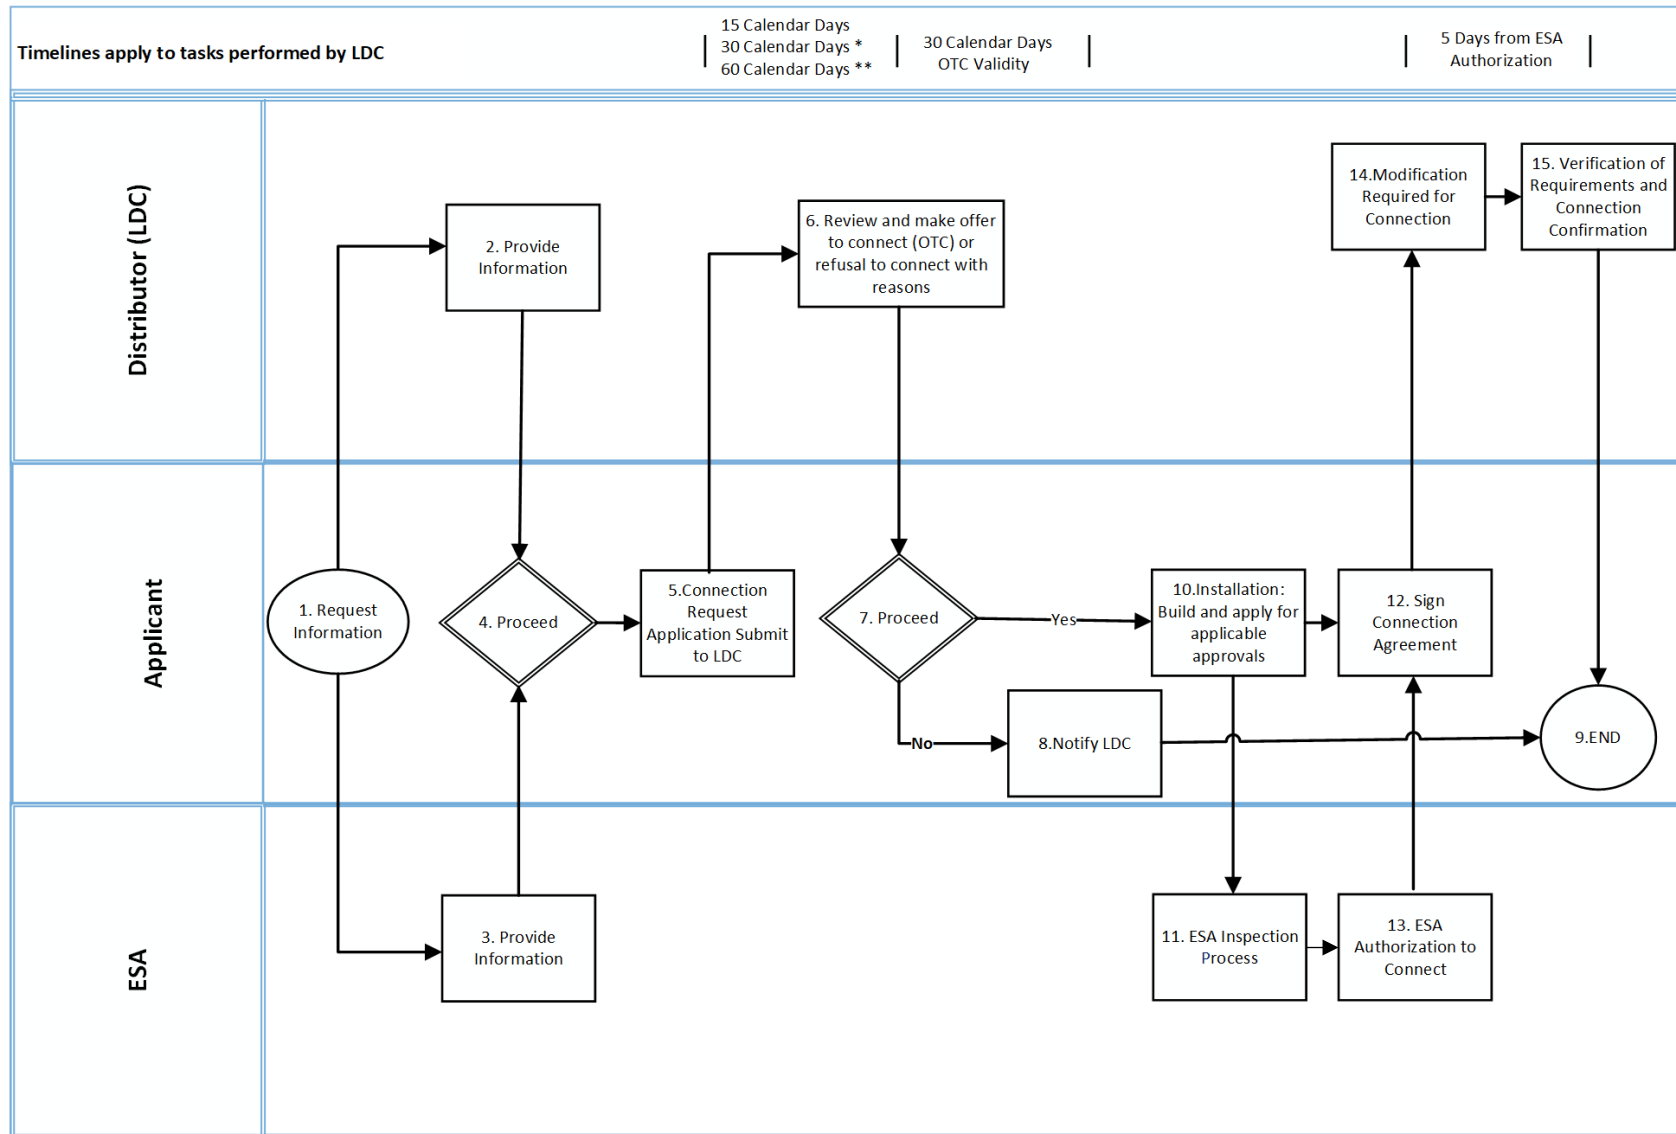 Timelines apply to tasks performed by LDC
15 Calendar Days
30 Calendar Days *
60 Calendar Days **
30 Calendar Days
OTC Validity
5 Days from ESA
Authorization
Distributor (LDC)
2. Provide
Information
6. Review and make offer
to connect (OTC) or
refusal to connect with
reasons
14.Modification
Required for
Connection
15. Verification of
Requirements and
Connection
Confirmation
Applicant
1. Request
Information
4. Proceed
5.Connection
Request
Application Submit
to LDC
7. Proceed
Yes
No
8.Notify LDC
10.Installation:
Build and apply for
applicable
approvals
12. Sign
Connection
Agreement
9.END
ESA
3. Provide
Information
11. ESA Inspection
Process
13. ESA
Authorization to
Connect